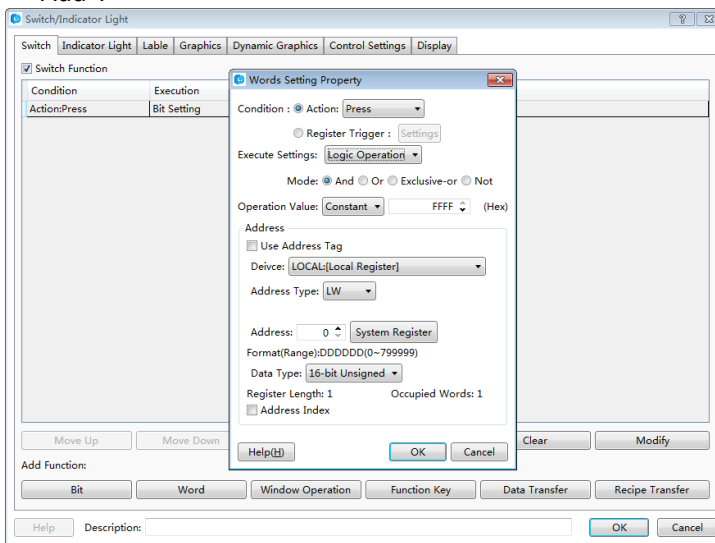 Switch/Indicator Light
Switch Indicator Light Lable Graphics Dynamic Graphics Control Settings Display
Switch Function
Condition Execution
Action:Press Bit Setting
Words Setting Property
Condition : Action: Press
Register Trigger : Settings
Execute Settings: Logic Operation
Mode: And Or Exclusive-or Not
Operation Value: Constant FFFF (Hex)
Address
Use Address Tag
Deivce: LOCAL:[Local Register]
Address Type: LW
Address: 0 System Register
Format(Range):DDDDDD(0~799999)
Data Type: 16-bit Unsigned
Register Length: 1 Occupied Words: 1
Address Index
Help(H) OK Cancel
Move Up Move Down Clear Modify
Add Function:
Bit Word Window Operation Function Key Data Transfer Recipe Transfer
Help Description: OK Cancel